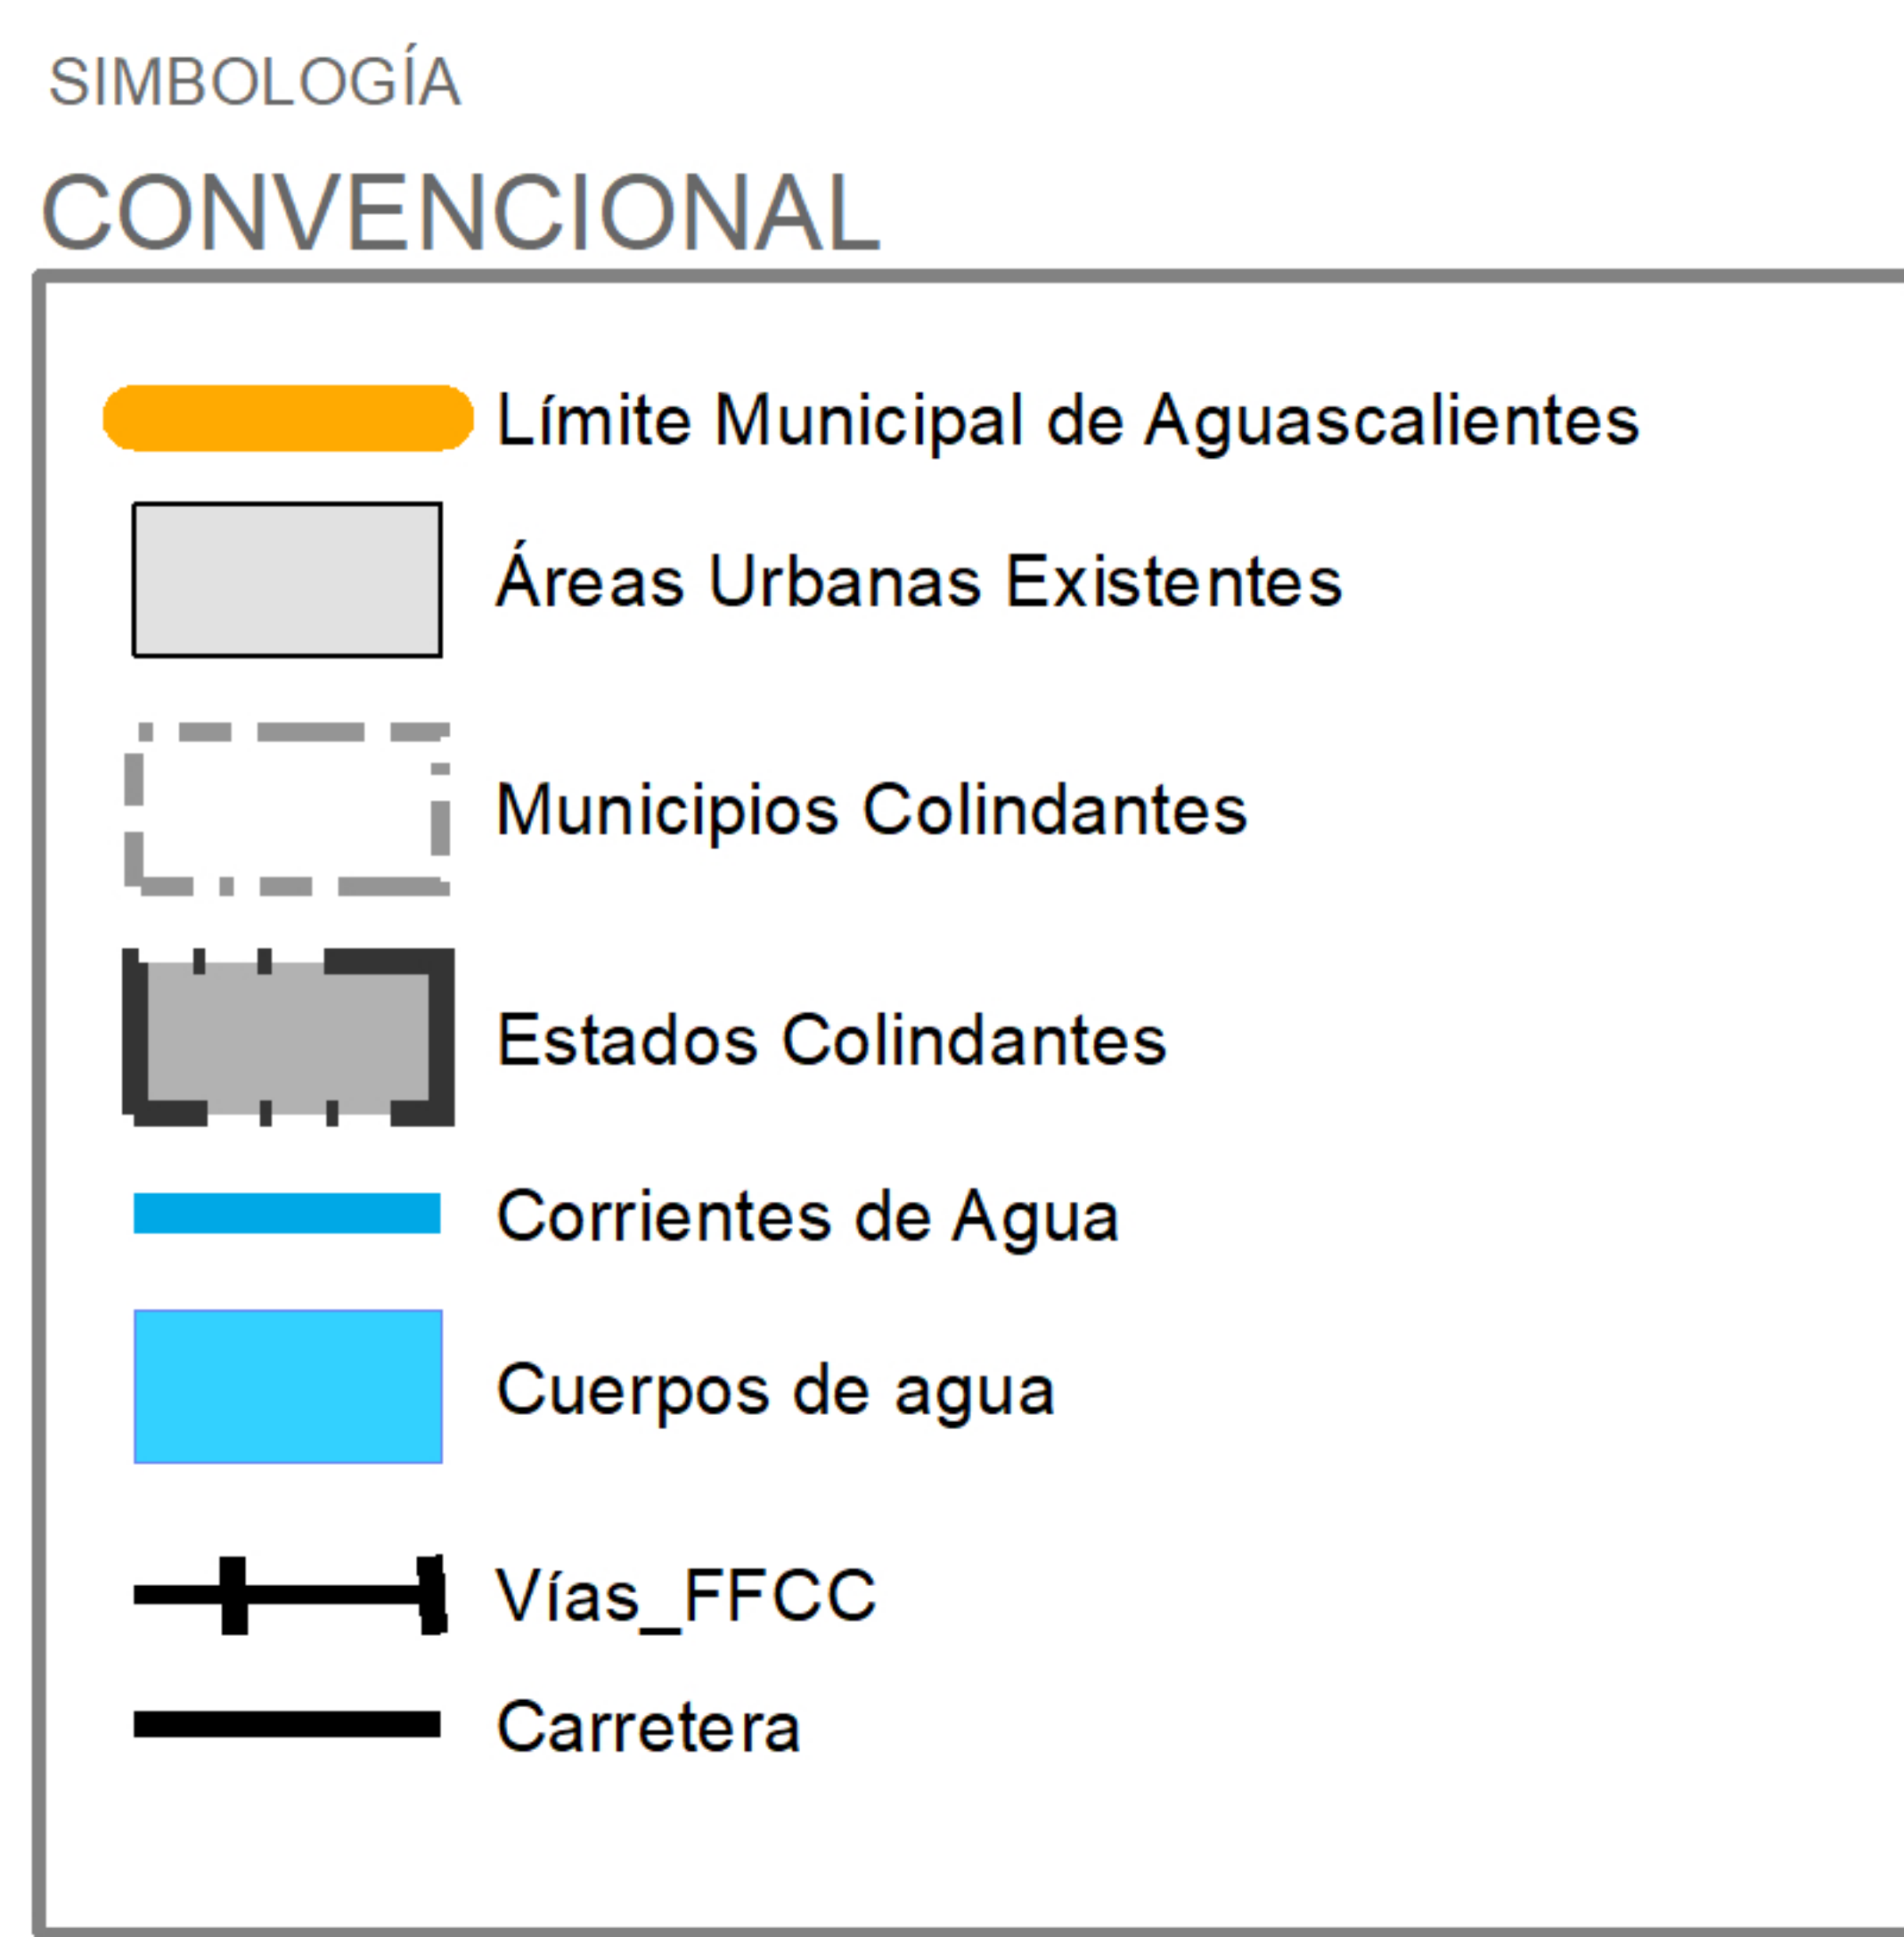 SIMBOLOGÍA
CONVENCIONAL
Límite Municipal de Aguascalientes
Áreas Urbanas Existentes
Municipios Colindantes
Estados Colindantes
Corrientes de Agua
Cuerpos de agua
Vías_FFCC
Carretera